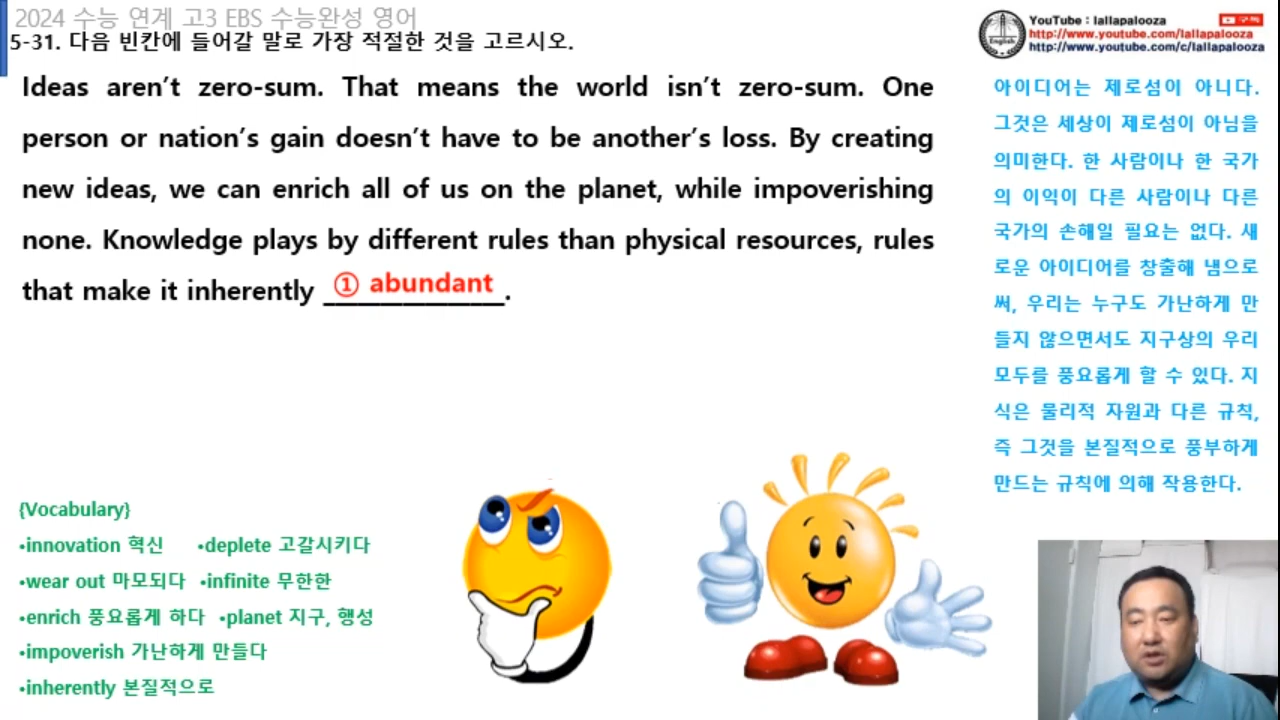 2024 수능 연계 고3 EBS 수능완성 영어
5-31. 다음 빈칸에 들어갈 말로 가장 적절한 것을 고르시오.
YouTube : lallapalooza
구독
http://www.youtube.com/lallapalooza
http://www.youtube.com/c/lallapalooza
English
Ideas aren’t zero-sum. That means the world isn’t zero-sum. One
person or nation’s gain doesn’t have to be another’s loss. By creating
new ideas, we can enrich all of us on the planet, while impoverishing
none. Knowledge plays by different rules than physical resources, rules
that make it inherently ① abundant.
아이디어는 제로섬이 아니다.
그것은 세상이 제로섬이 아님을
의미한다. 한 사람이나 한 국가
의 이익이 다른 사람이나 다른
국가의 손해일 필요는 없다. 새
로운 아이디어를 창출해 냄으로
써, 우리는 누구도 가난하게 만
들지 않으면서도 지구상의 우리
모두를 풍요롭게 할 수 있다. 지
식은 물리적 자원과 다른 규칙,
즉 그것을 본질적으로 풍부하게
만드는 규칙에 의해 작용한다.
{Vocabulary}
•innovation 혁신 •deplete 고갈시키다
•wear out 마모되다 •infinite 무한한
•enrich 풍요롭게 하다 •planet 지구, 행성
•impoverish 가난하게 만들다
•inherently 본질적으로